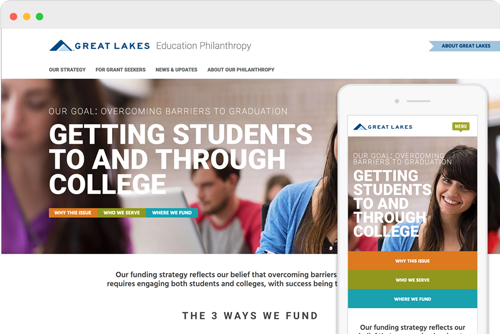 GREAT LAKES Education Philanthropy
ABOUT GREAT LAKES
OUR STRATEGY FOR GRANT SEEKERS NEWS & UPDATES ABOUT OUR PHILANTHROPY
OUR GOAL: OVERCOMING BARRIERS TO GRADUATION
GETTING STUDENTS
TO AND THROUGH
COLLEGE
WHY THIS ISSUE WHO WE SERVE WHERE WE FUND
Our funding strategy reflects our belief that overcoming barriers
requires engaging both students and colleges, with success being
THE 3 WAYS WE FUND
GREAT LAKES
MENU
OUR GOAL: OVERCOMING
BARRIERS TO GRADUATION
GETTING
STUDENTS
TO AND
THROUGH
COLLEGE
WHY THIS ISSUE
WHO WE SERVE
WHERE WE FUND
Our funding strategy reflects our